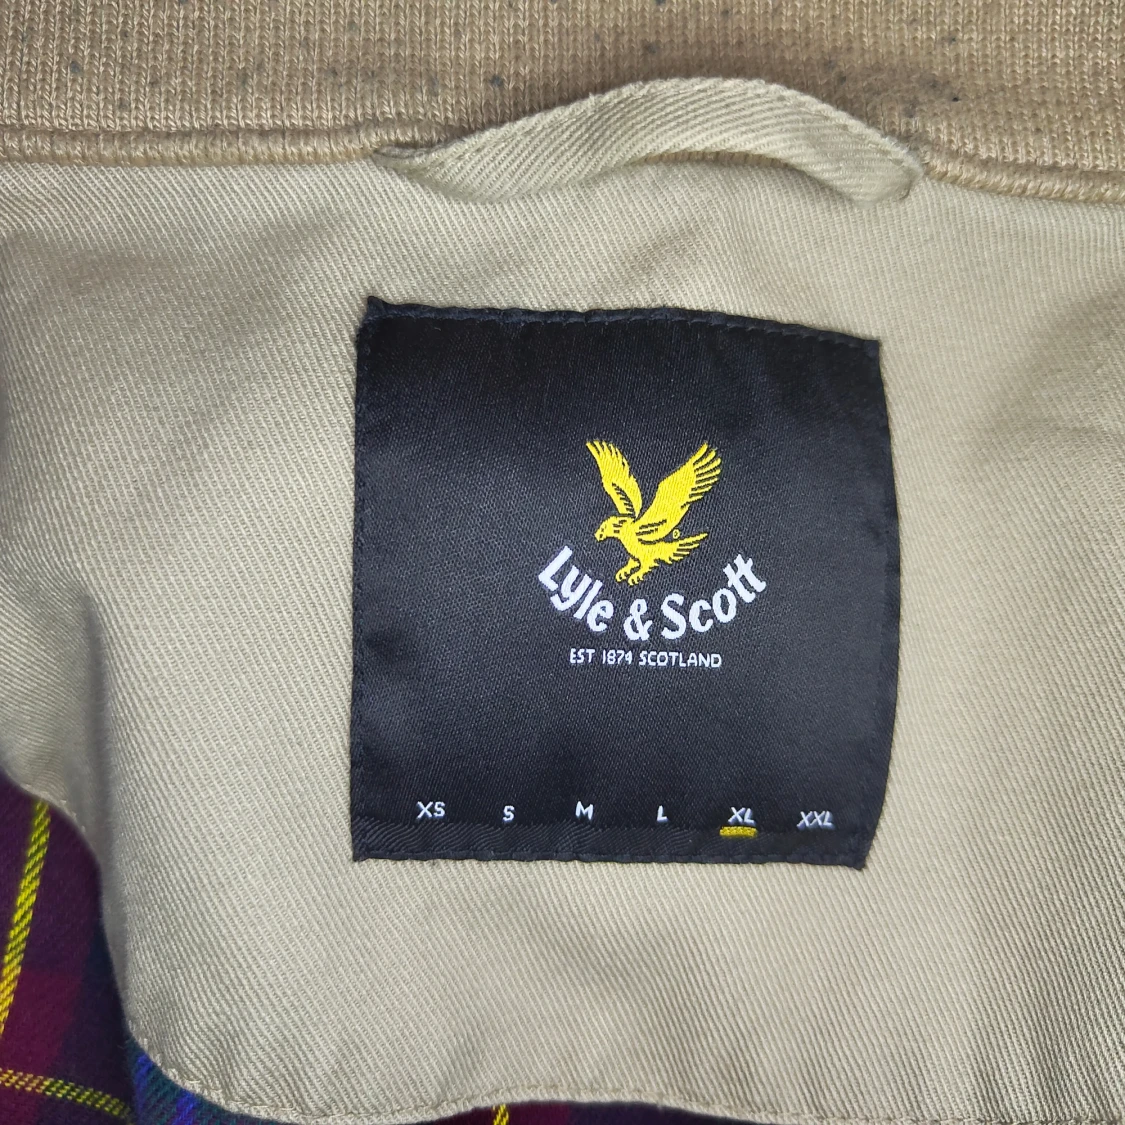 Lyle & Scott
EST 1874 SCOTLAND
XS S M L XL XXL